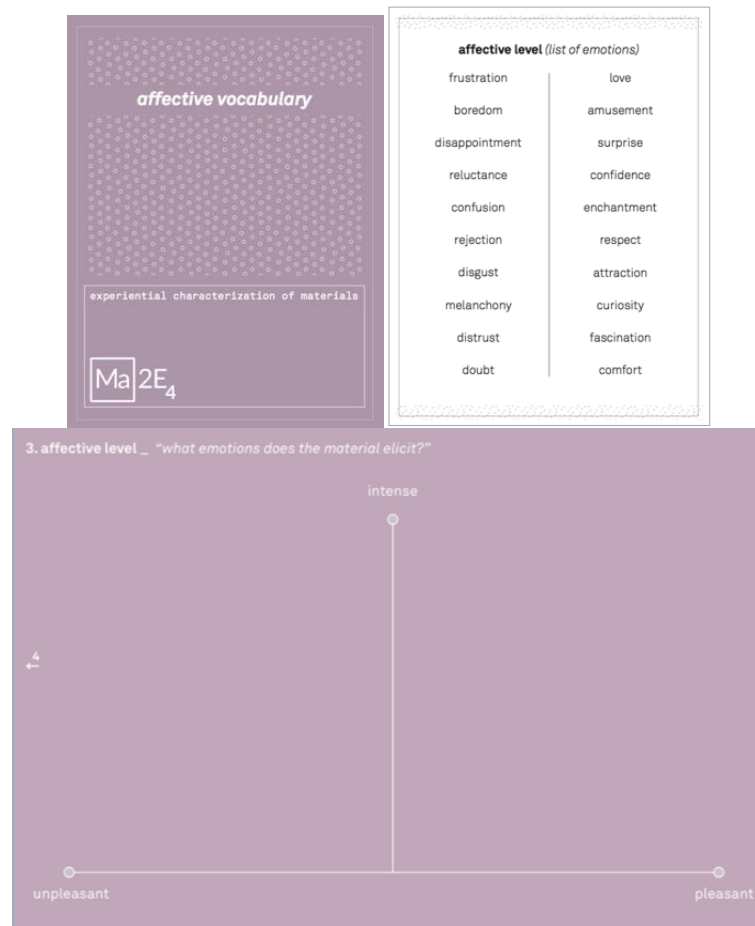 affective vocabulary
experiential characterization of materials
Ma2E4
affective level (list of emotions)
frustration
love
boredom
amusement
disappointment
surprise
reluctance
confidence
confusion
enchantment
rejection
respect
disgust
attraction
melanchony
curiosity
distrust
fascination
doubt
comfort
3. affective level _ “what emotions does the material elicit?”
intense
4
←
unpleasant
pleasant